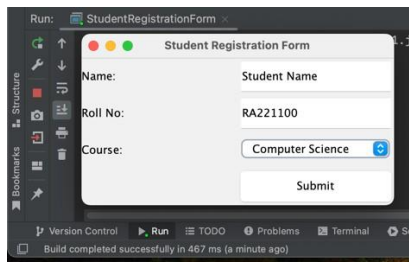 Run: StudentRegistrationForm ×
Student Registration Form
Name: Student Name
Roll No: RA221100
Course: Computer Science
Submit
Structure
Bookmarks
Version Control Run TODO Problems Terminal
Build completed successfully in 467 ms (a minute ago)